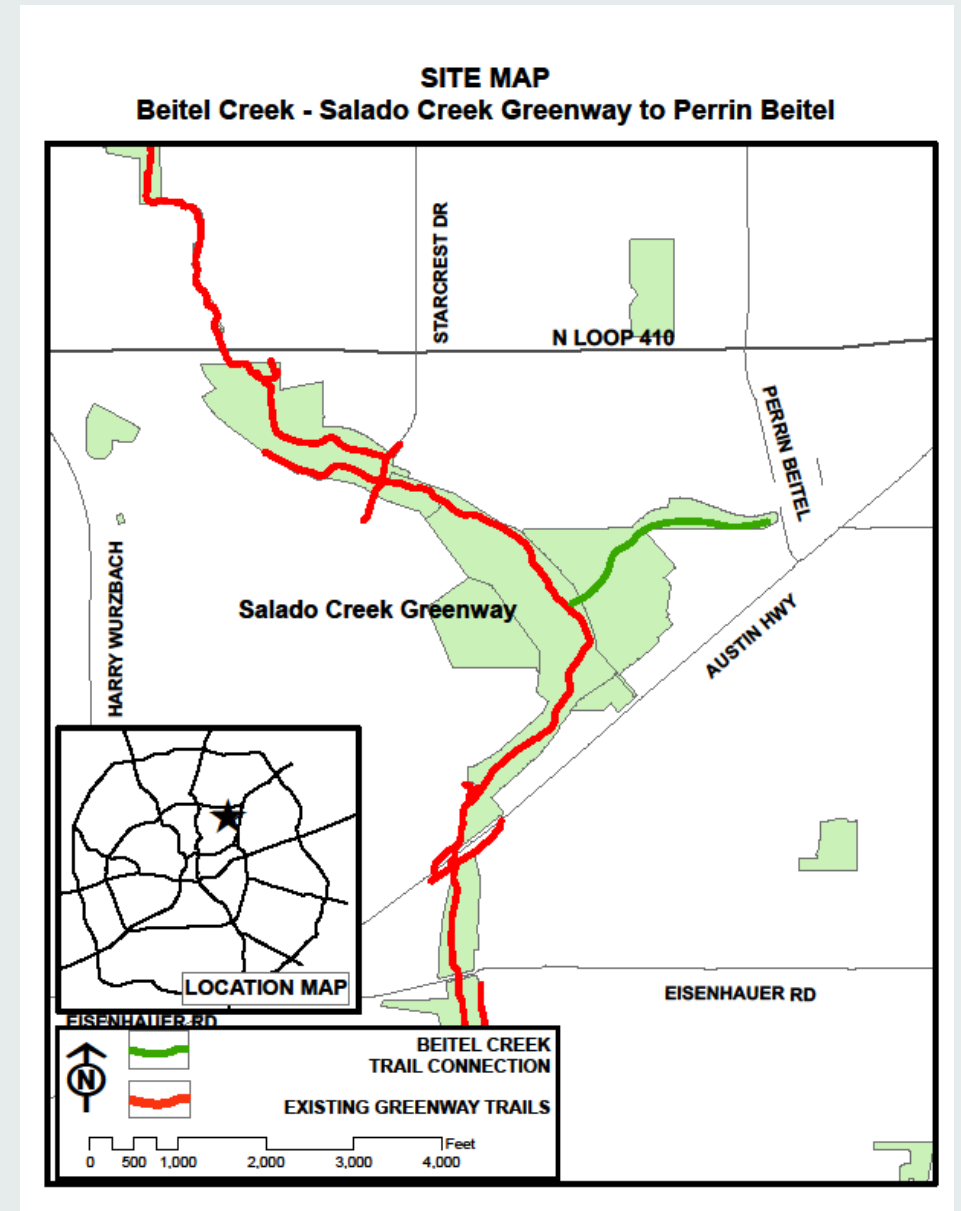 SITE MAP
Beitel Creek - Salado Creek Greenway to Perrin Beitel
STARCREST DR
N LOOP 410
PERRIN BEITEL
HARRY WURZBACH
Salado Creek Greenway
AUSTIN HWY
LOCATION MAP
EISENHAUER RD
EISENHAUER RD
N
BEITEL CREEK
TRAIL CONNECTION
EXISTING GREENWAY TRAILS
Feet
0 500 1,000 2,000 3,000 4,000